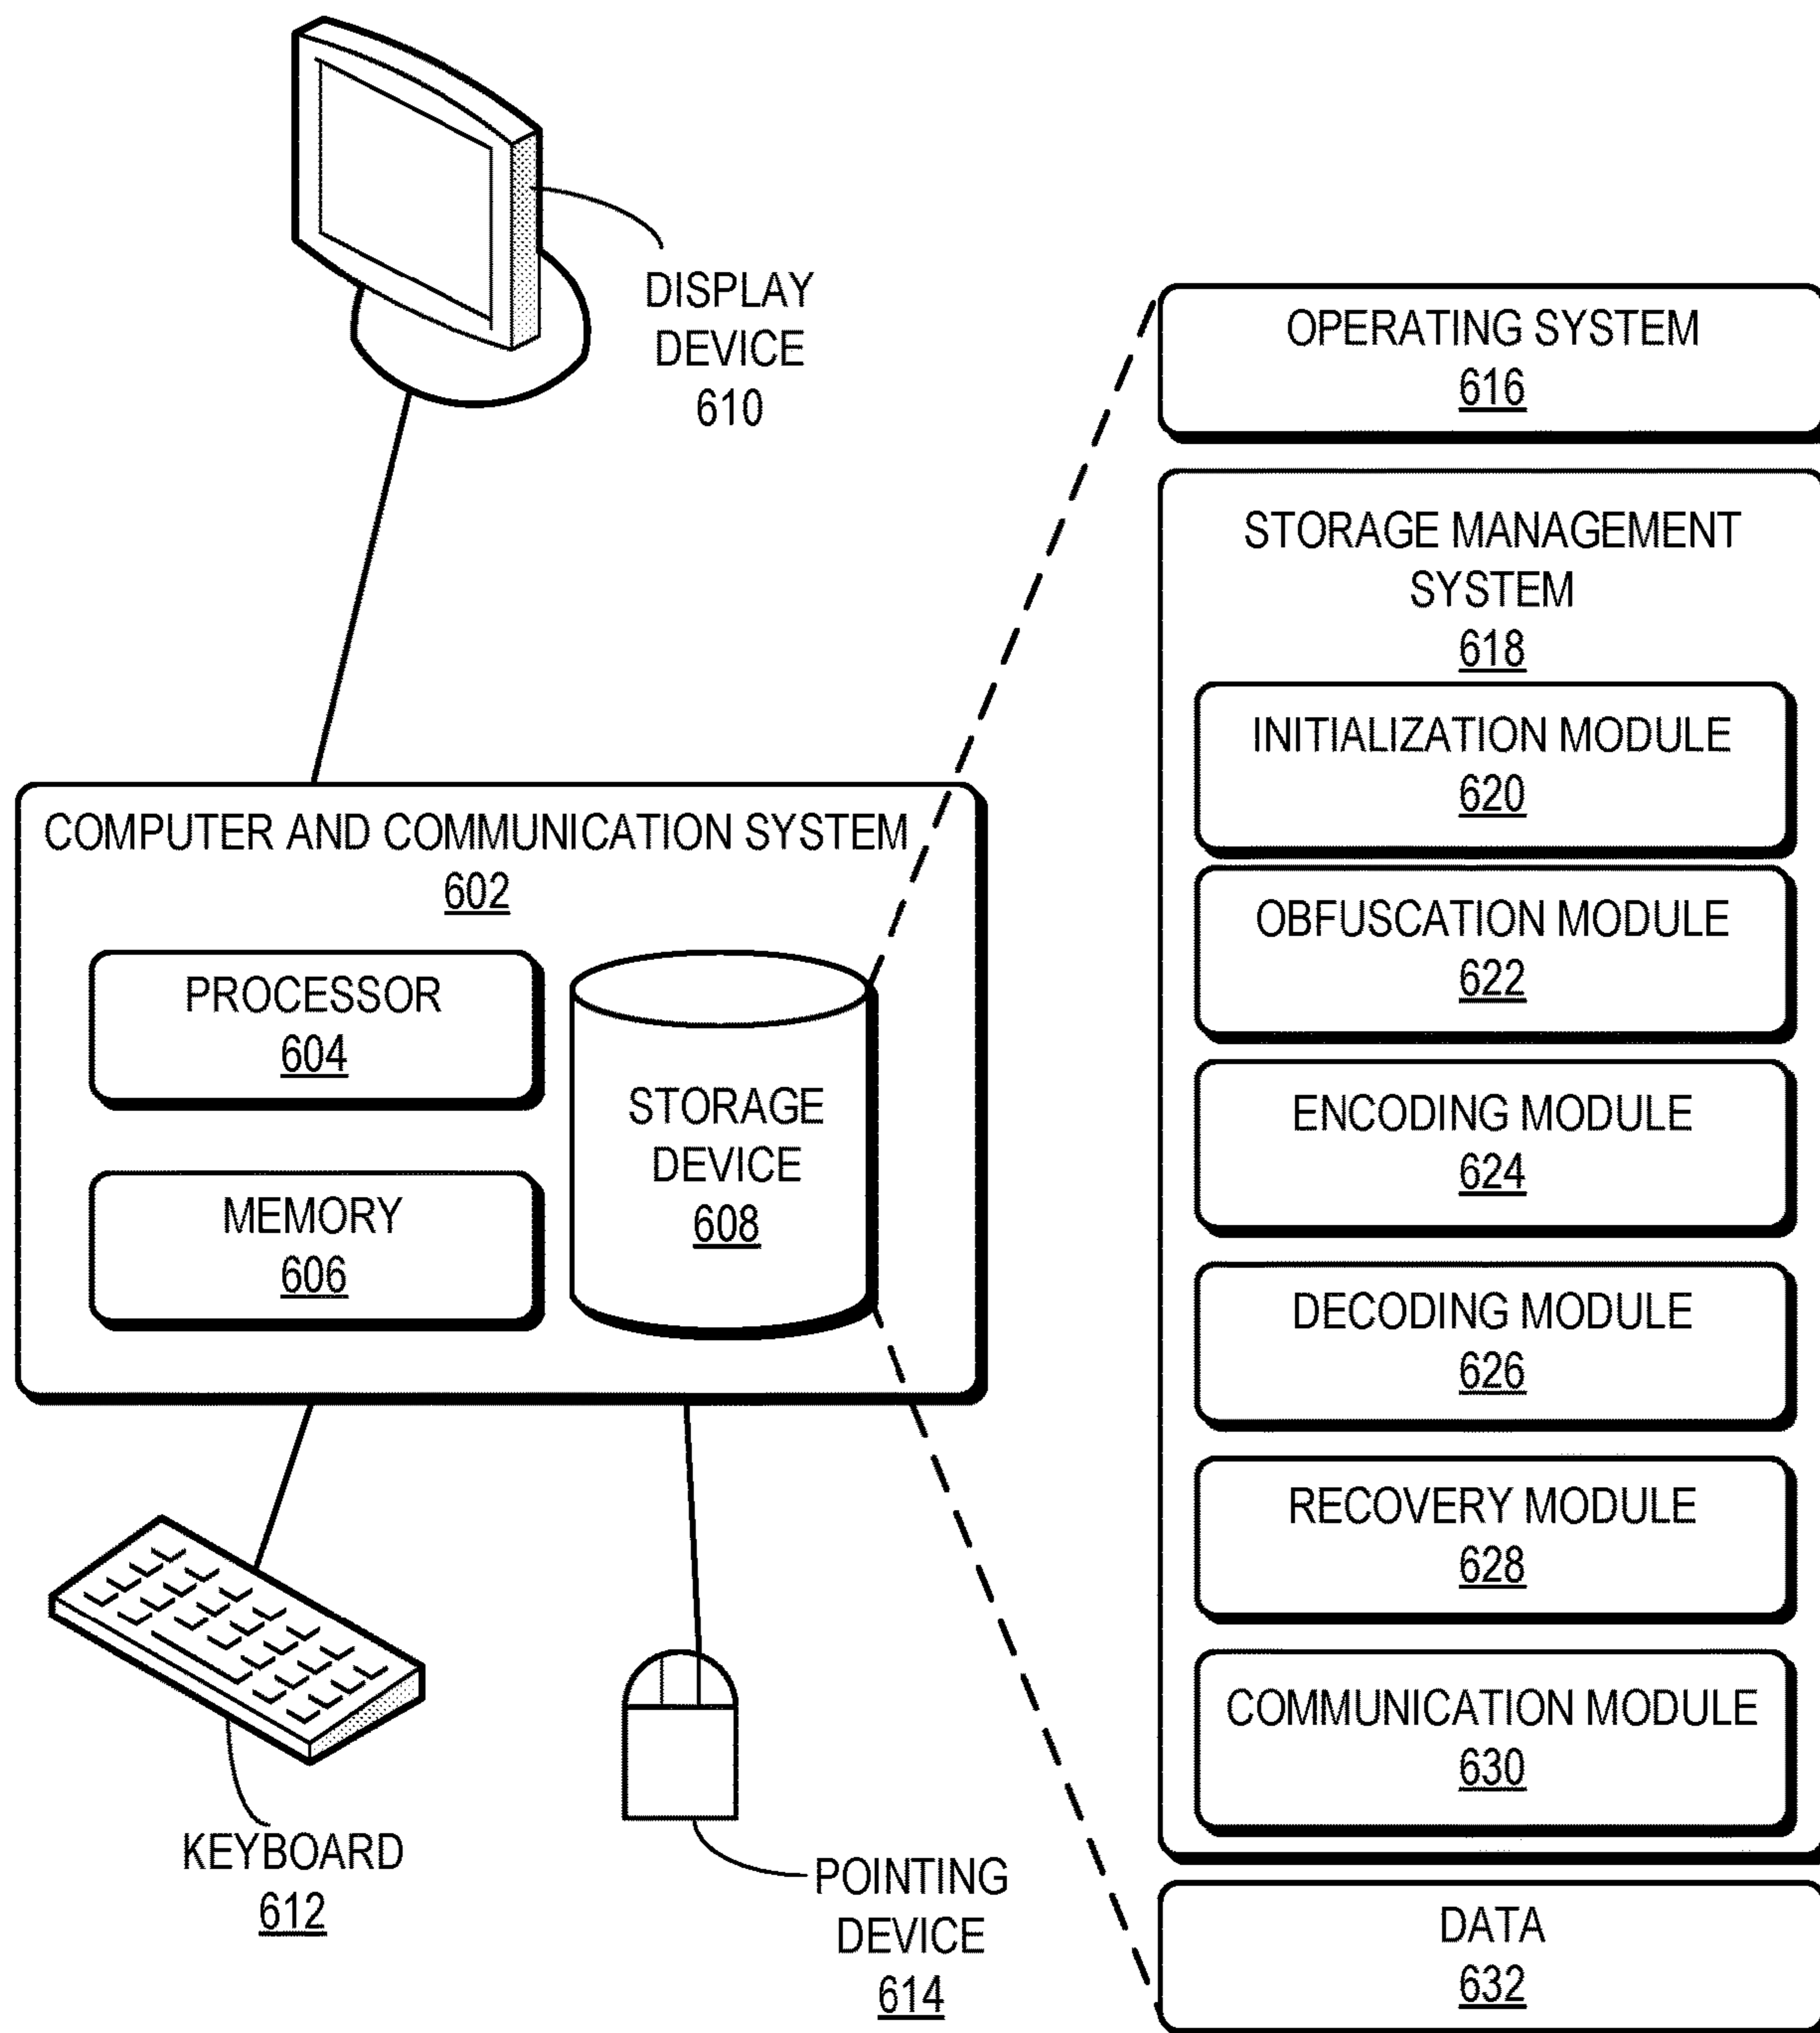 DISPLAY
DEVICE
610
COMPUTER AND COMMUNICATION SYSTEM
602
PROCESSOR
604
MEMORY
606
STORAGE
DEVICE
608
KEYBOARD
612
POINTING
DEVICE
614
OPERATING SYSTEM
616
STORAGE MANAGEMENT
SYSTEM
618
INITIALIZATION MODULE
620
OBFUSCATION MODULE
622
ENCODING MODULE
624
DECODING MODULE
626
RECOVERY MODULE
628
COMMUNICATION MODULE
630
DATA
632